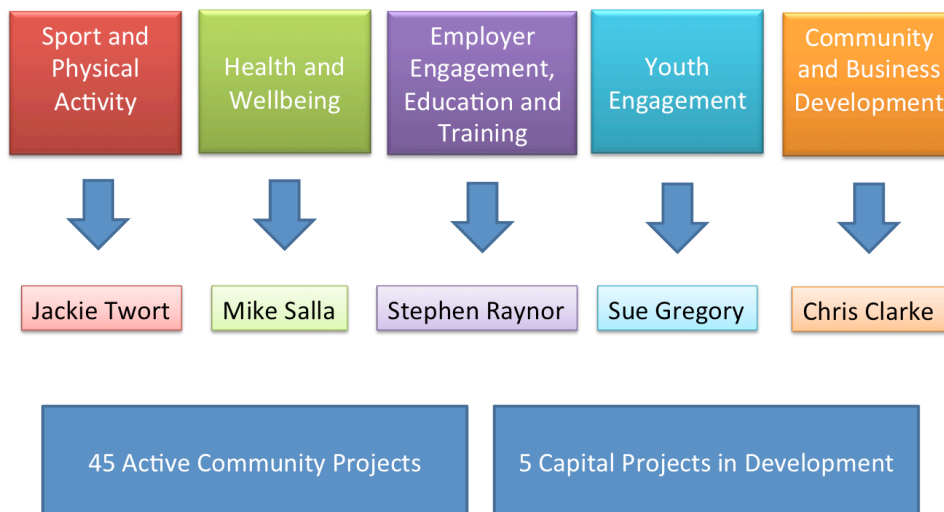 Sport and
Physical
Activity
Health and
Wellbeing
Employer
Engagement,
Education and
Training
Youth
Engagement
Community
and Business
Development
Jackie Twort
Mike Salla
Stephen Raynor
Sue Gregory
Chris Clarke
45 Active Community Projects
5 Capital Projects in Development